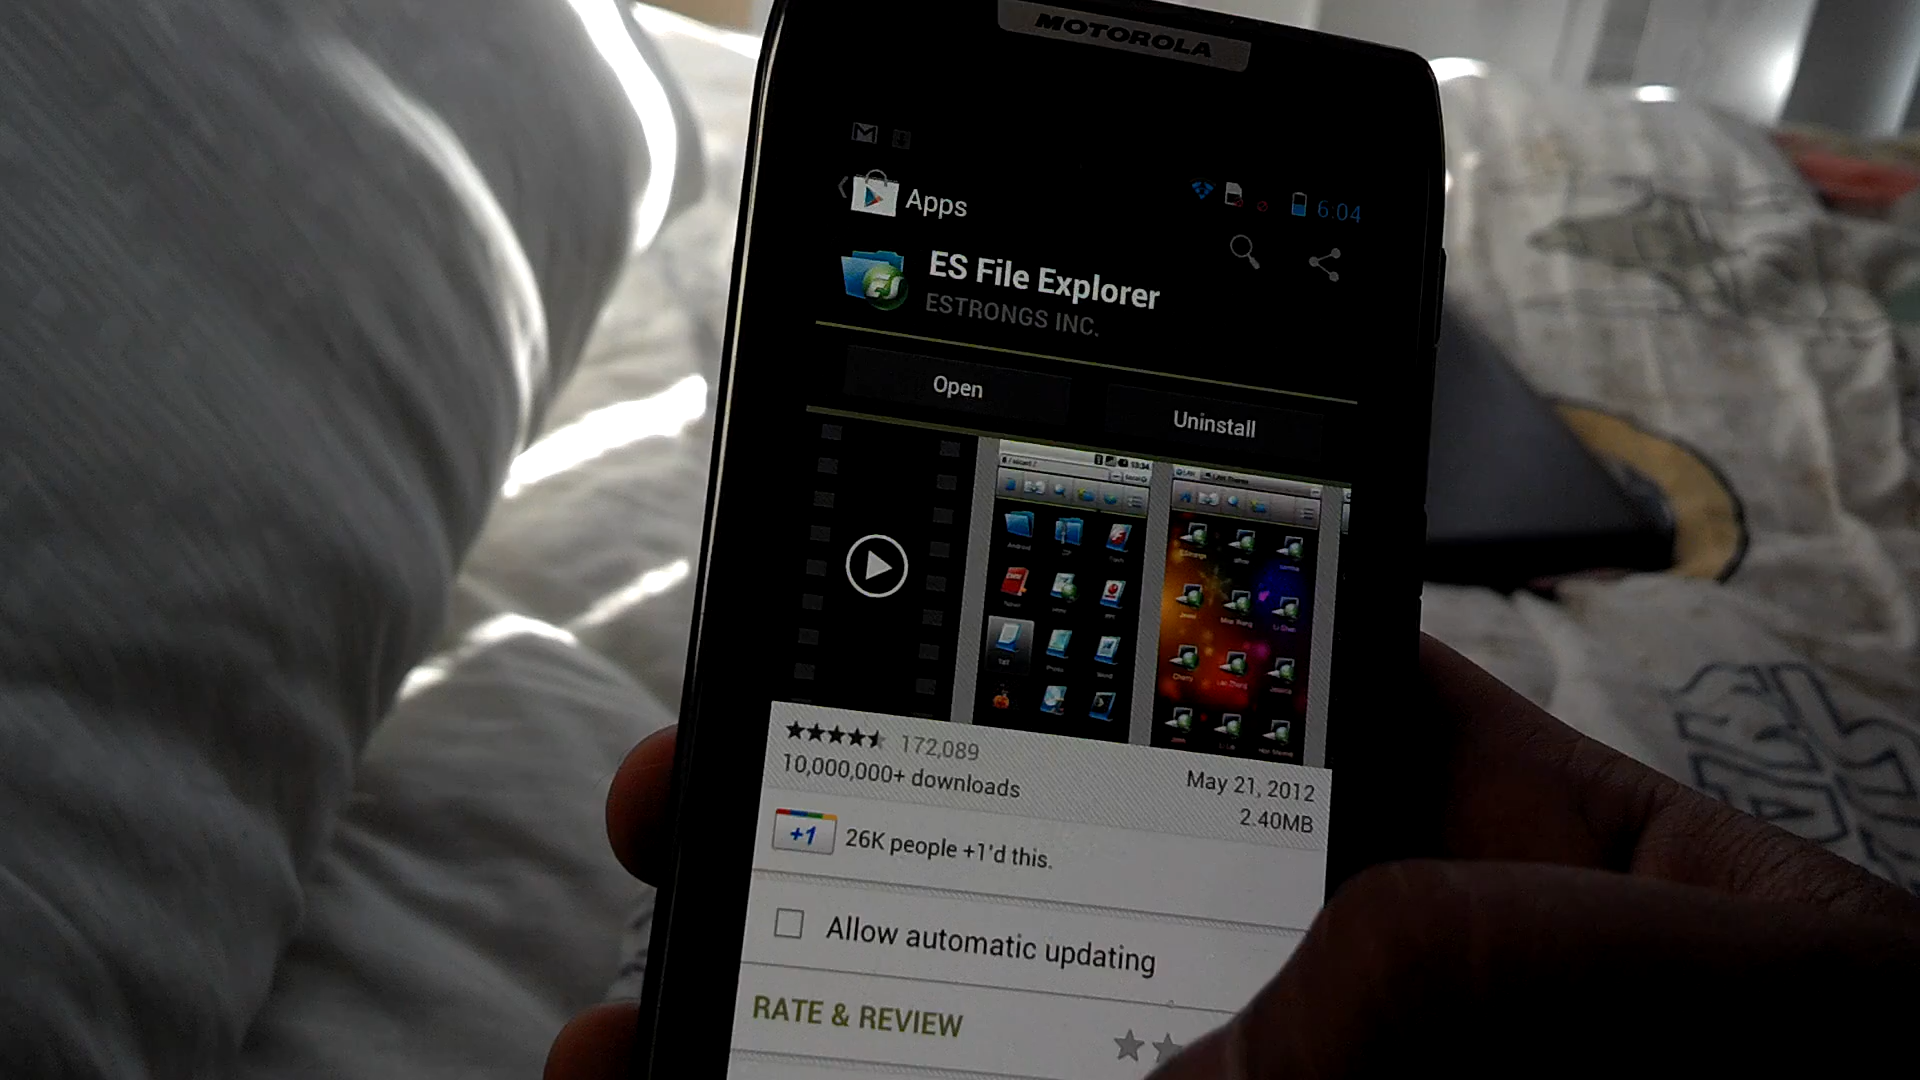 MOTOROLA
6:04
Apps
ES File Explorer
ESTRONGS INC.
Open
Uninstall
172,089
10,000,000+ downloads
May 21, 2012
2.40MB
+1
26K people +1'd this.
Allow automatic updating
RATE & REVIEW